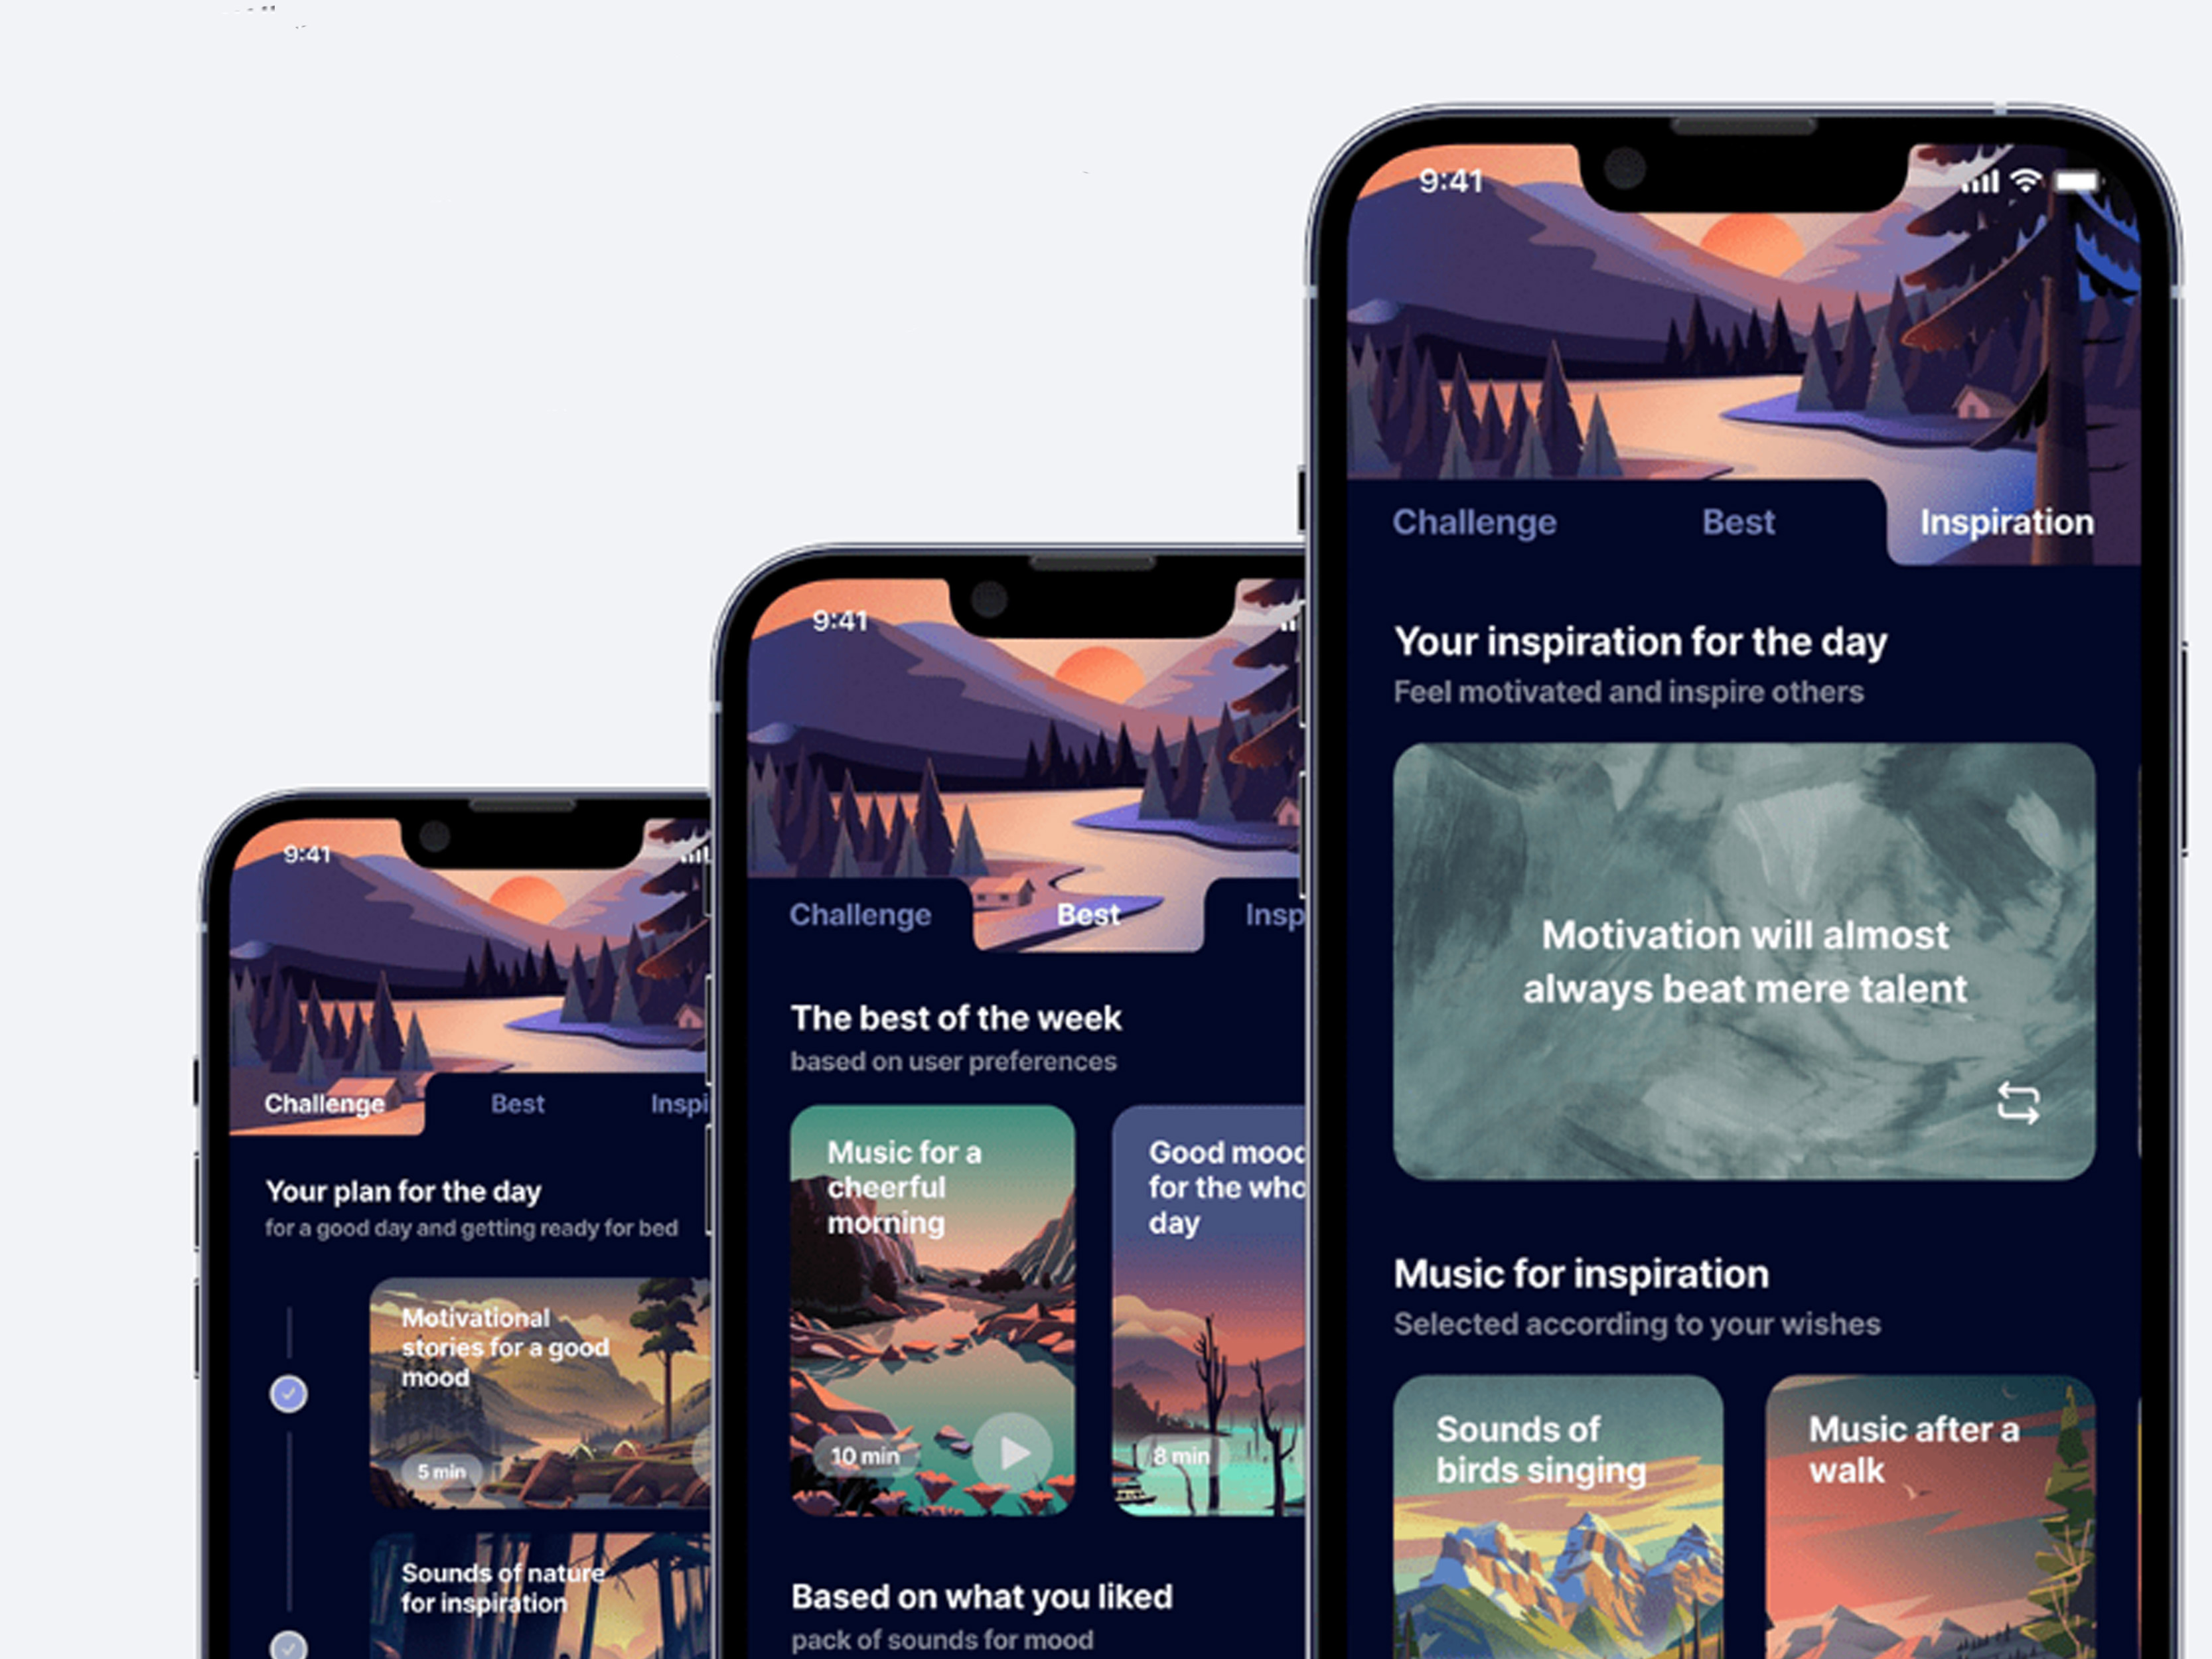 9:41
Challenge Best Inspi
Your plan for the day
for a good day and getting ready for bed
Motivational
stories for a good
mood
5 min
Sounds of nature
for inspiration
9:41
Challenge Best Insp
The best of the week
based on user preferences
Music for a
cheerful
morning
10 min
Good mood
for the who
day
8 min
Based on what you liked
pack of sounds for mood
9:41
Challenge Best Inspiration
Your inspiration for the day
Feel motivated and inspire others
Motivation will almost
always beat mere talent
Music for inspiration
Selected according to your wishes
Sounds of
birds singing
Music after a
walk